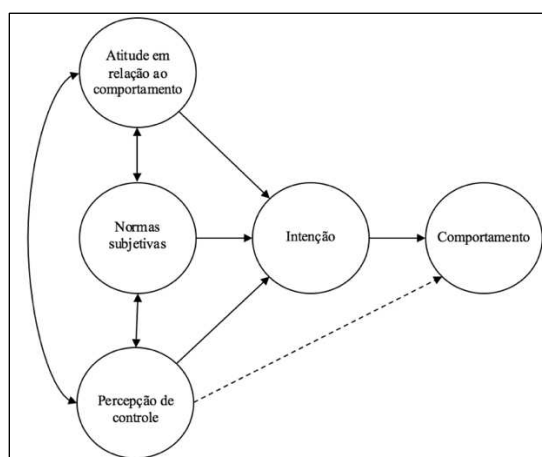 Atitude em
relação ao
comportamento
Normas
subjetivas
Intenção
Comportamento
Percepção de
controle